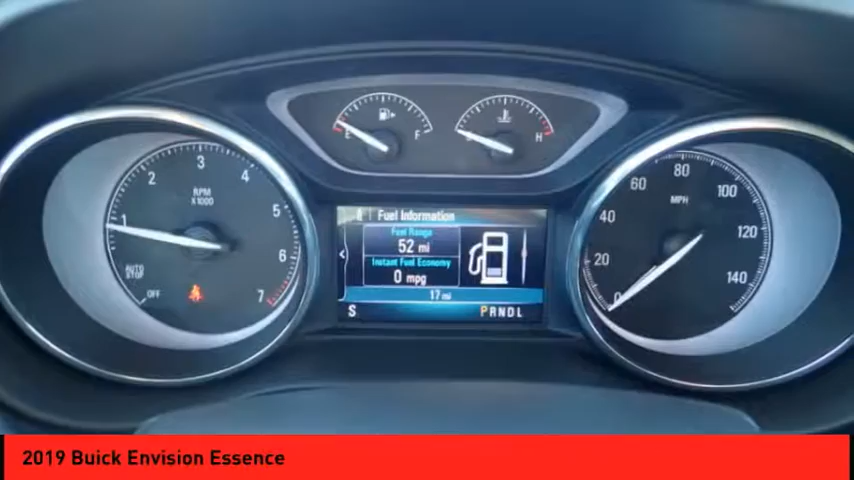 E F
C H
1 2 3 4 5 6 7
RPM
X1000
AUTO
STOP
OFF
Fuel Information
Fuel Range
52 mi
Instant Fuel Economy
0 mpg
17 mi
S PRNDL
0 20 40 60 80 100 120 140
MPH
2019 Buick Envision Essence